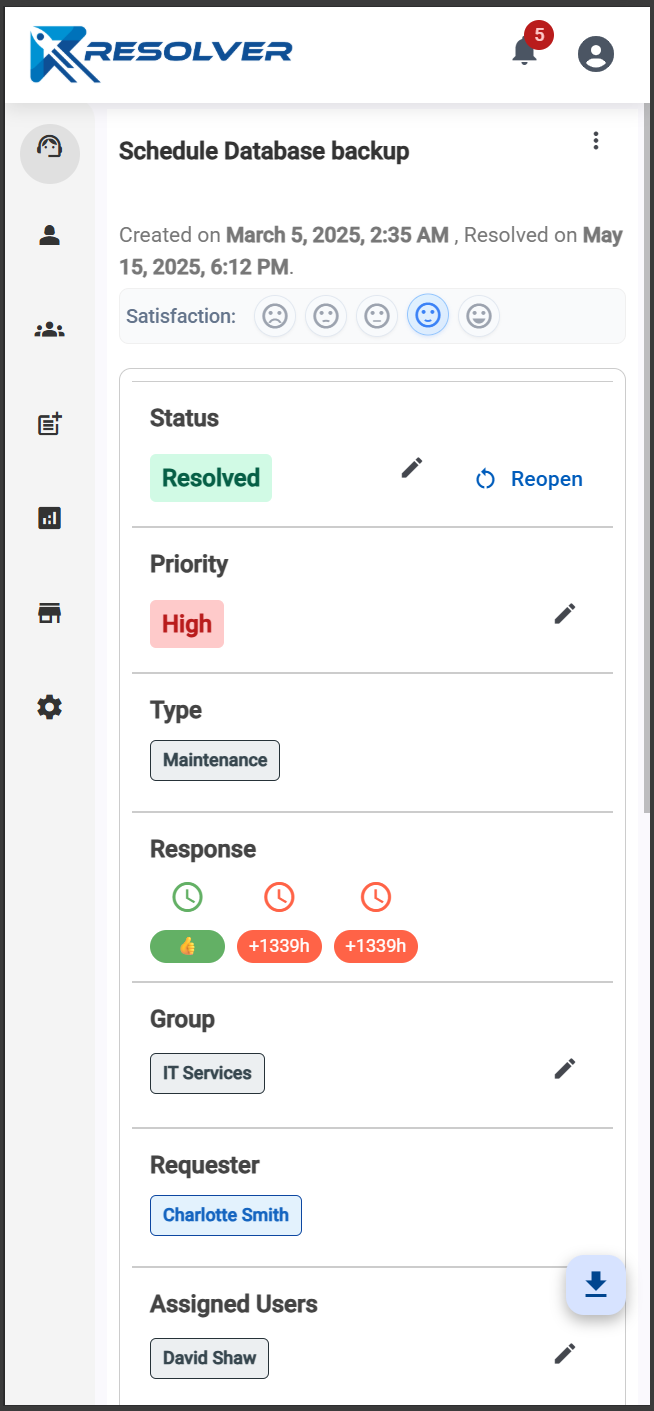 RESOLVER
5
Schedule Database backup
Created on March 5, 2025, 2:35 AM , Resolved on May
15, 2025, 6:12 PM.
Satisfaction:
Status
Resolved
Reopen
Priority
High
Type
Maintenance
Response
+1339h +1339h
Group
IT Services
Requester
Charlotte Smith
Assigned Users
David Shaw